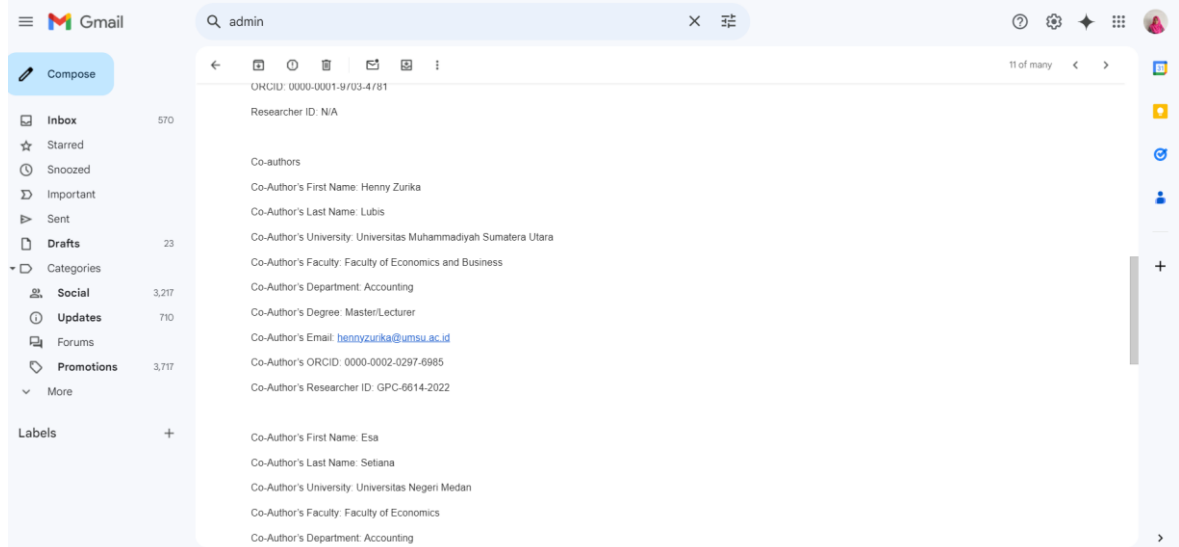 Gmail
admin
Compose
11 of many
Inbox 570
Starred
Snoozed
Important
Sent
Drafts 23
Categories
Social 3,217
Updates 710
Forums
Promotions 3,717
More
Labels
ORCID: 0000-0001-9703-4781
Researcher ID: N/A
Co-authors
Co-Author's First Name: Henny Zurika
Co-Author's Last Name: Lubis
Co-Author's University: Universitas Muhammadiyah Sumatera Utara
Co-Author's Faculty: Faculty of Economics and Business
Co-Author's Department: Accounting
Co-Author's Degree: Master/Lecturer
Co-Author's Email: hennyzurika@umsu.ac.id
Co-Author's ORCID: 0000-0002-0297-6985
Co-Author's Researcher ID: GPC-6614-2022
Co-Author's First Name: Esa
Co-Author's Last Name: Setiana
Co-Author's University: Universitas Negeri Medan
Co-Author's Faculty: Faculty of Economics
Co-Author's Department: Accounting